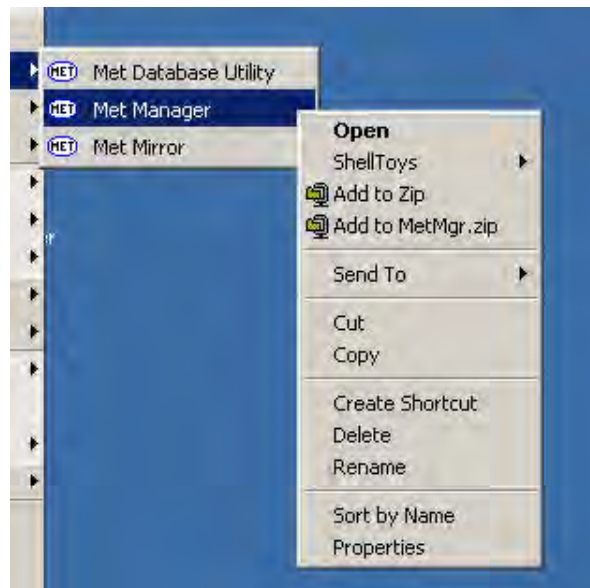 MET Met Database Utility
MET Met Manager
MET Met Mirror
Open
ShellToys
Add to Zip
Add to MetMgr.zip
Send To
Cut
Copy
Create Shortcut
Delete
Rename
Sort by Name
Properties